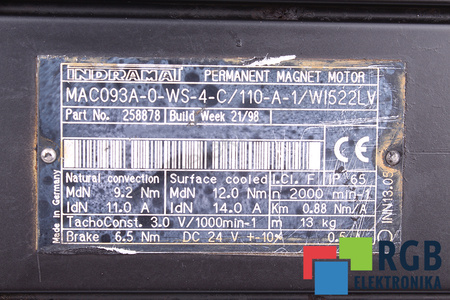 INDRAMAT PERMANENT MAGNET MOTOR
MAC093A-0-WS-4-C/110-A-1/WI522LV
Part No. 258878 Build Week 21/98
CE
Natural convection Surface cooled I.Cl. F IP 65
MdN 9.2 Nm MdN 12.0 Nm n 2000 min-1
IdN 11.0 A IdN 14.0 A Km 0.88 Nm/A
TachoConst. 3.0 V/1000min-1 m 13 kg
Brake 6.5 Nm DC 24 V +-10%
Made in Germany
INN13.05
RGB
ELEKTRONIKA